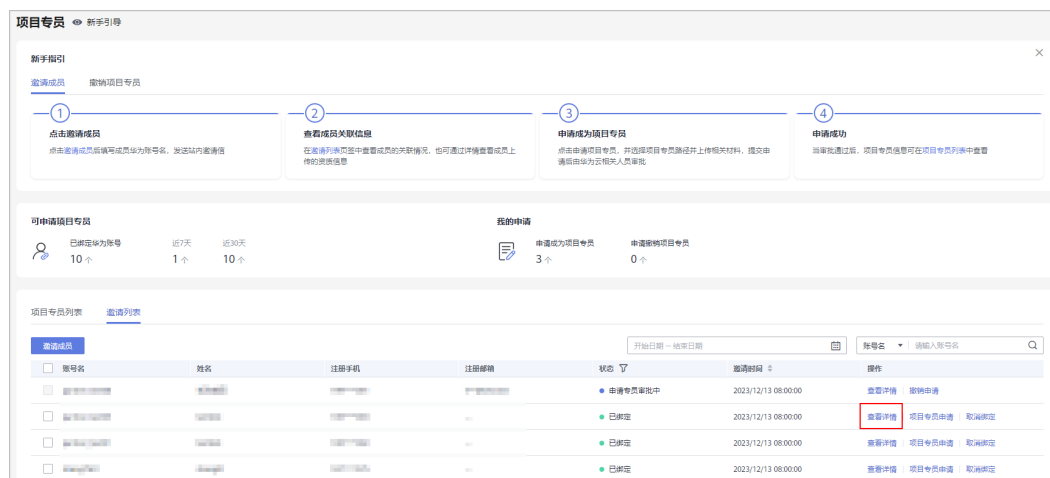 项目专员 新手引导
新手指引
邀请成员 撤销项目专员
1 2 3 4
点击邀请成员 查看成员关联信息 申请成为项目专员 申请成功
点击邀请成员后填写成员华为账号名，发送站内邀请信 在邀请列表页签中查看成员的关联情况，也可通过详情查看成员上 点击申请项目专员，并选择项目专员路径并上传相关材料，提交申 当审批通过后，项目专员信息可在项目专员列表中查看
传的资质信息 请后由华为云相关人员审批
可申请项目专员 我的申请
已绑定华为账号 近7天 近30天 申请成为项目专员 申请撤销项目专员
10 个 1 个 10 个 3 个 0 个
项目专员列表 邀请列表
邀请成员 开始日期 – 结束日期 账号名 请输入账号名
账号名 姓名 注册手机 注册邮箱 状态 邀请时间 操作
申请专员审批中 2023/12/13 08:00:00 查看详情 撤销申请
已绑定 2023/12/13 08:00:00 查看详情 项目专员申请 取消绑定
已绑定 2023/12/13 08:00:00 查看详情 项目专员申请 取消绑定
已绑定 2023/12/13 08:00:00 查看详情 项目专员申请 取消绑定